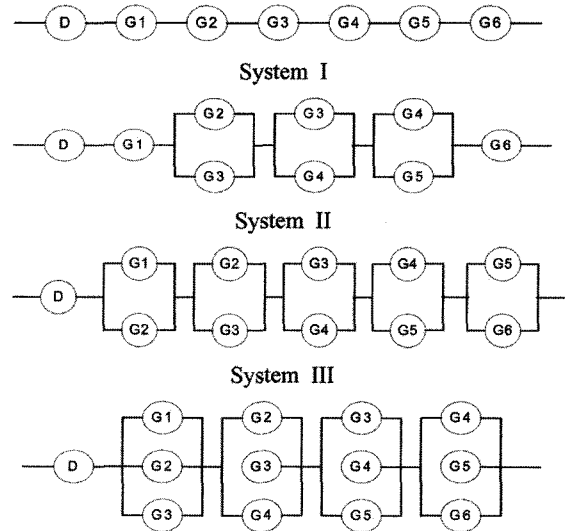 D G1 G2 G3 G4 G5 G6
System I
G2 G3 G4
D G1 G6
G3 G4 G5
System II
G1 G2 G3 G4 G5
D
G2 G3 G4 G5 G6
System III
G1 G2 G3 G4
D G2 G3 G4 G5
G3 G4 G5 G6